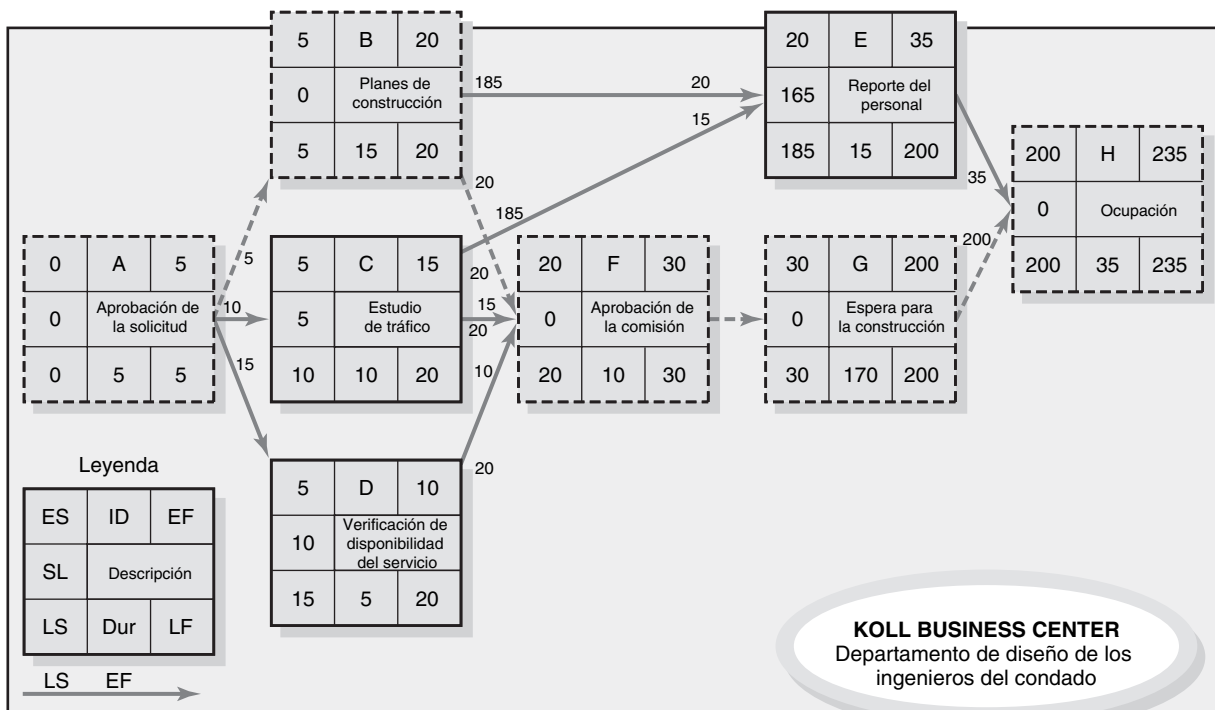 5 B 20
0 Planes de
construcción
5 15 20
185
20
20 E 35
165 Reporte del
personal
185 15 200
15
20
185
35
200 H 235
0 Ocupación
200 35 235
0 A 5
0 Aprobación de
la solicitud
0 5 5
5
10
15
5 C 15
5 Estudio
de tráfico
10 10 20
20
15
20
10
20
20 F 30
0 Aprobación de
la comisión
20 10 30
30 G 200
0 Espera para
la construcción
30 170 200
200
5 D 10
10 Verificación de
disponibilidad
del servicio
15 5 20
Leyenda
ES ID EF
SL Descripción
LS Dur LF
LS EF
KOLL BUSINESS CENTER
Departamento de diseño de los
ingenieros del condado